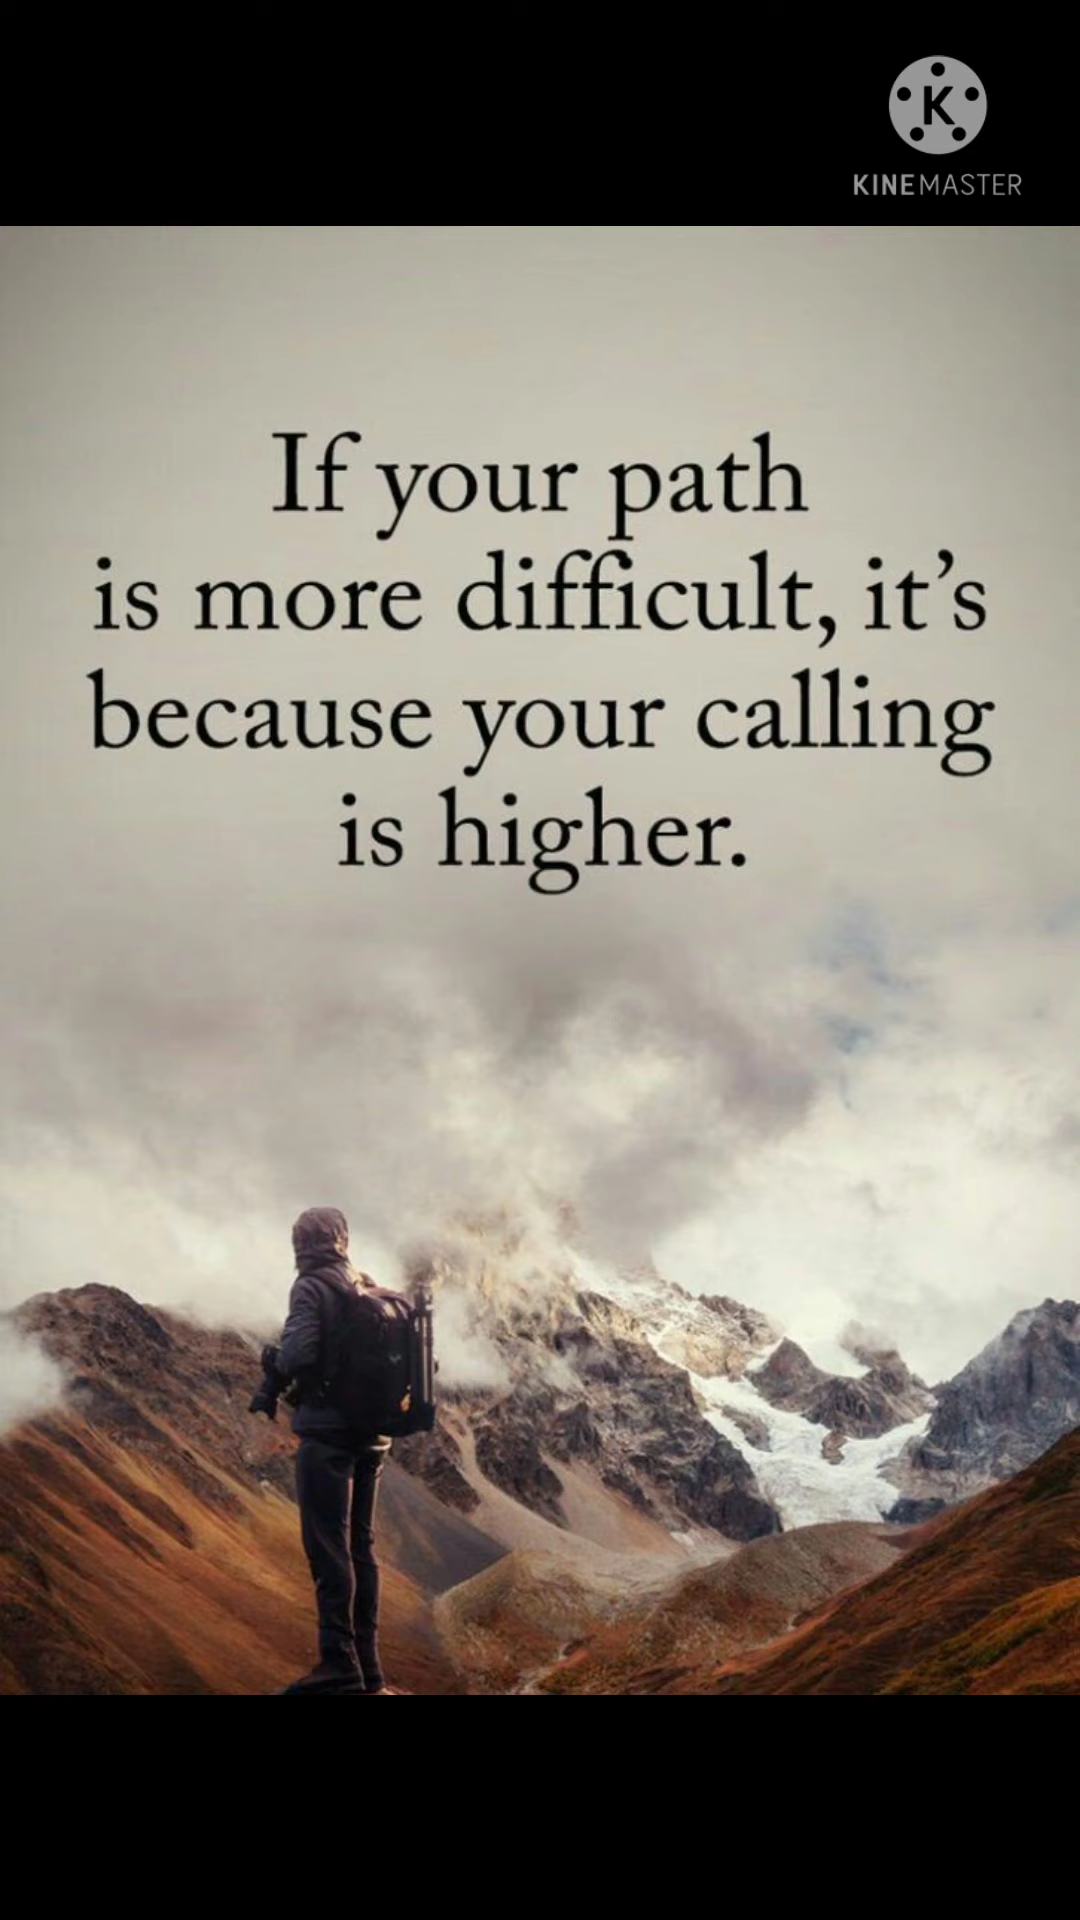 K
KINEMASTER
If your path
is more difficult, it’s
because your calling
is higher.